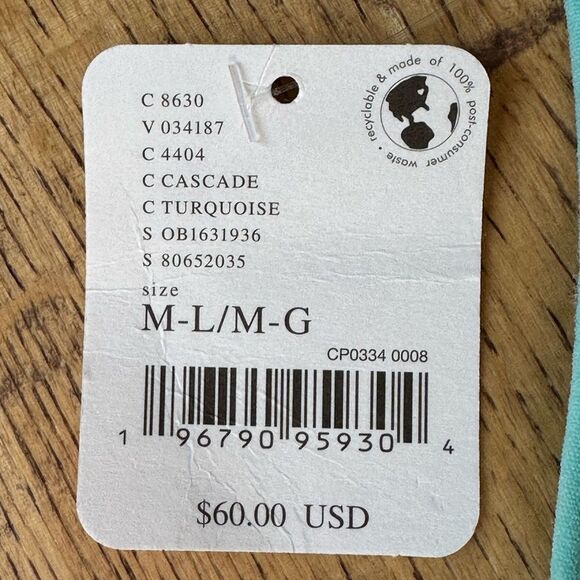 C 8630
V 034187
C 4404
C CASCADE
C TURQUOISE
S OB1631936
S 80652035
size
M-L/M-G
CP0334 0008
1 96790 95930 4
$60.00 USD
recyclable & made of 100% post-consumer waste •